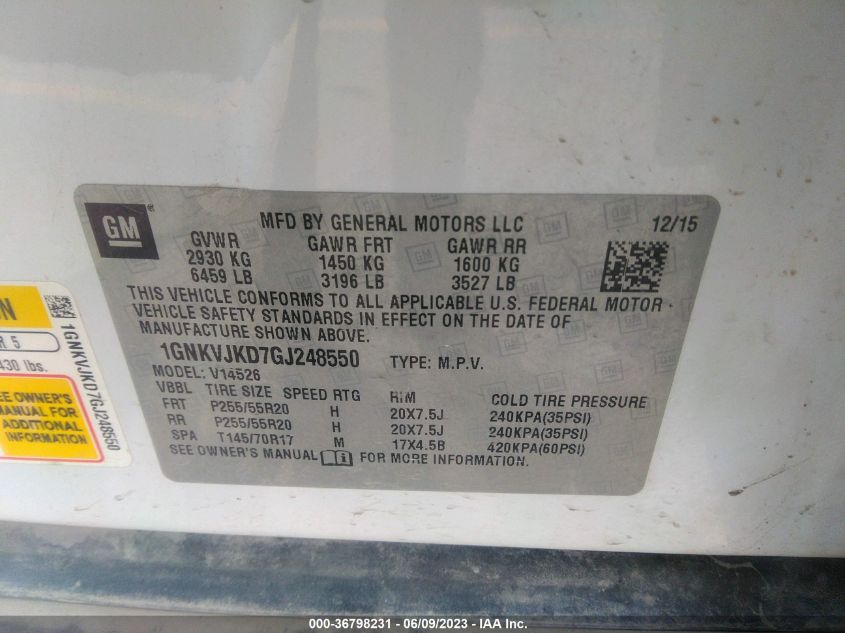 GM
MFD BY GENERAL MOTORS LLC 12/15
GVWR GAWR FRT GAWR RR
2930 KG 1450 KG 1600 KG
6459 LB 3196 LB 3527 LB
THIS VEHICLE CONFORMS TO ALL APPLICABLE U.S. FEDERAL MOTOR
VEHICLE SAFETY STANDARDS IN EFFECT ON THE DATE OF
MANUFACTURE SHOWN ABOVE.
1GNKVJKD7GJ248550 TYPE: M.P.V.
MODEL: V14526
VBBL TIRE SIZE SPEED RTG RIM COLD TIRE PRESSURE
FRT P255/55R20 H 20X7.5J 240KPA(35PSI)
RR P255/55R20 H 20X7.5J 240KPA(35PSI)
SPA T145/70R17 M 17X4.5B 420KPA(60PSI)
SEE OWNER'S MANUAL FOR MORE INFORMATION.
R 5
430 lbs.
SEE OWNER'S
MANUAL FOR
ADDITIONAL
INFORMATION
1GNKVJKD7GJ248550
000-36798231 - 06/09/2023 - IAA Inc.